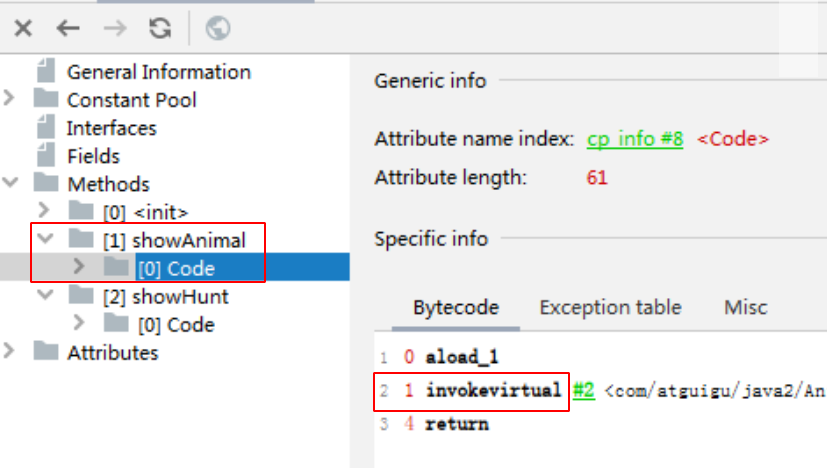 General Information
Constant Pool
Interfaces
Fields
Methods
[0] <init>
[1] showAnimal
[0] Code
[2] showHunt
[0] Code
Attributes
Generic info
Attribute name index: cp_info #8 <Code>
Attribute length: 61
Specific info
Bytecode Exception table Misc
1 0 aload_1
2 1 invokevirtual #2 <com/atguigu/java2/An
3 4 return